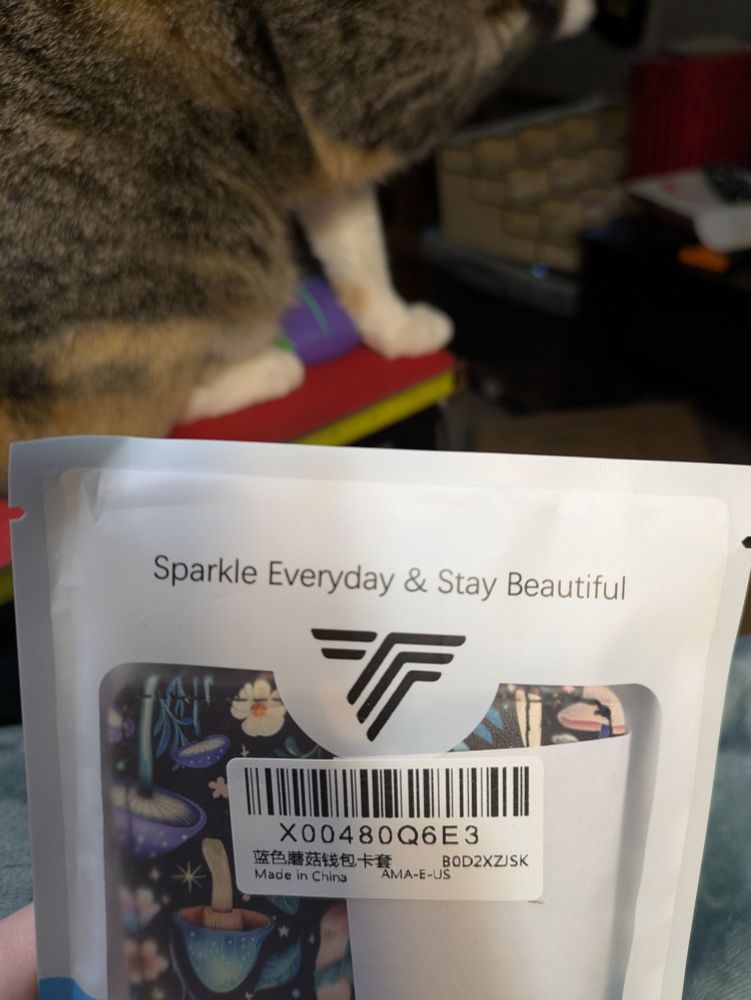 Sparkle Everyday & Stay Beautiful
X00480Q6E3
蓝色蘑菇钱包卡套 B0D2XZJSK
Made in China AMA-E-US